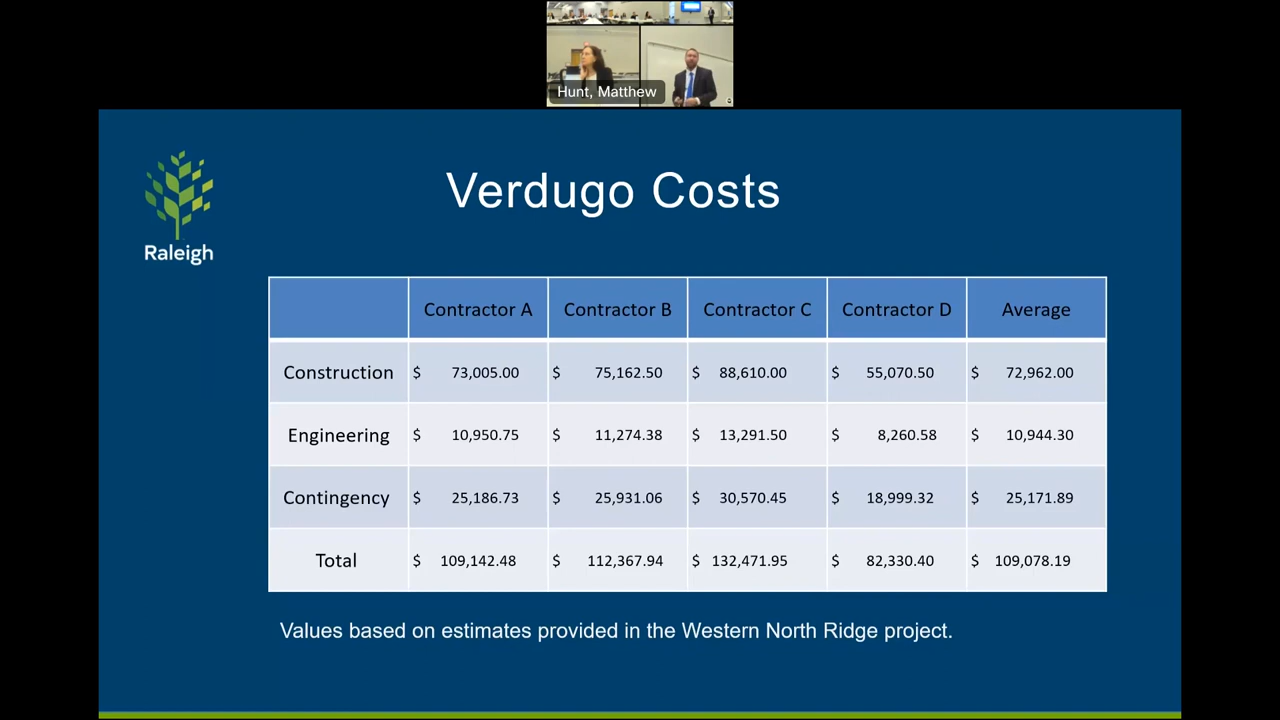 Hunt, Matthew
Raleigh
Verdugo Costs
Contractor A Contractor B Contractor C Contractor D Average
Construction $ 73,005.00 $ 75,162.50 $ 88,610.00 $ 55,070.50 $ 72,962.00
Engineering $ 10,950.75 $ 11,274.38 $ 13,291.50 $ 8,260.58 $ 10,944.30
Contingency $ 25,186.73 $ 25,931.06 $ 30,570.45 $ 18,999.32 $ 25,171.89
Total $ 109,142.48 $ 112,367.94 $ 132,471.95 $ 82,330.40 $ 109,078.19
Values based on estimates provided in the Western North Ridge project.